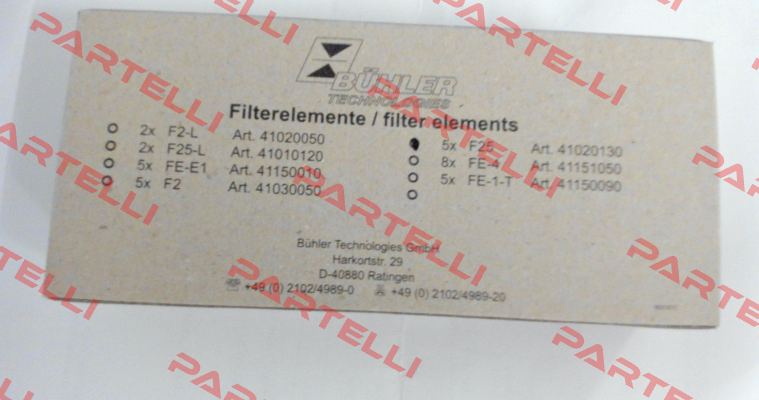 BÜHLER
TECHNOLOGIES
Filterelemente / filter elements
2x F2-L Art. 41020050
2x F25-L Art. 41010120
5x FE-E1 Art. 41150010
5x F2 Art. 41030050
5x F25 Art. 41020130
8x FE-4 Art. 41151050
5x FE-1-T Art. 41150090
Bühler Technologies GmbH
Harkortstr. 29
D-40880 Ratingen
+49 (0) 2102/4989-0 +49 (0) 2102/4989-20
PARTELLI
PARTELLI
PARTELLI
PARTELLI
PARTELLI
PARTELLI
PARTELLI
PARTELLI